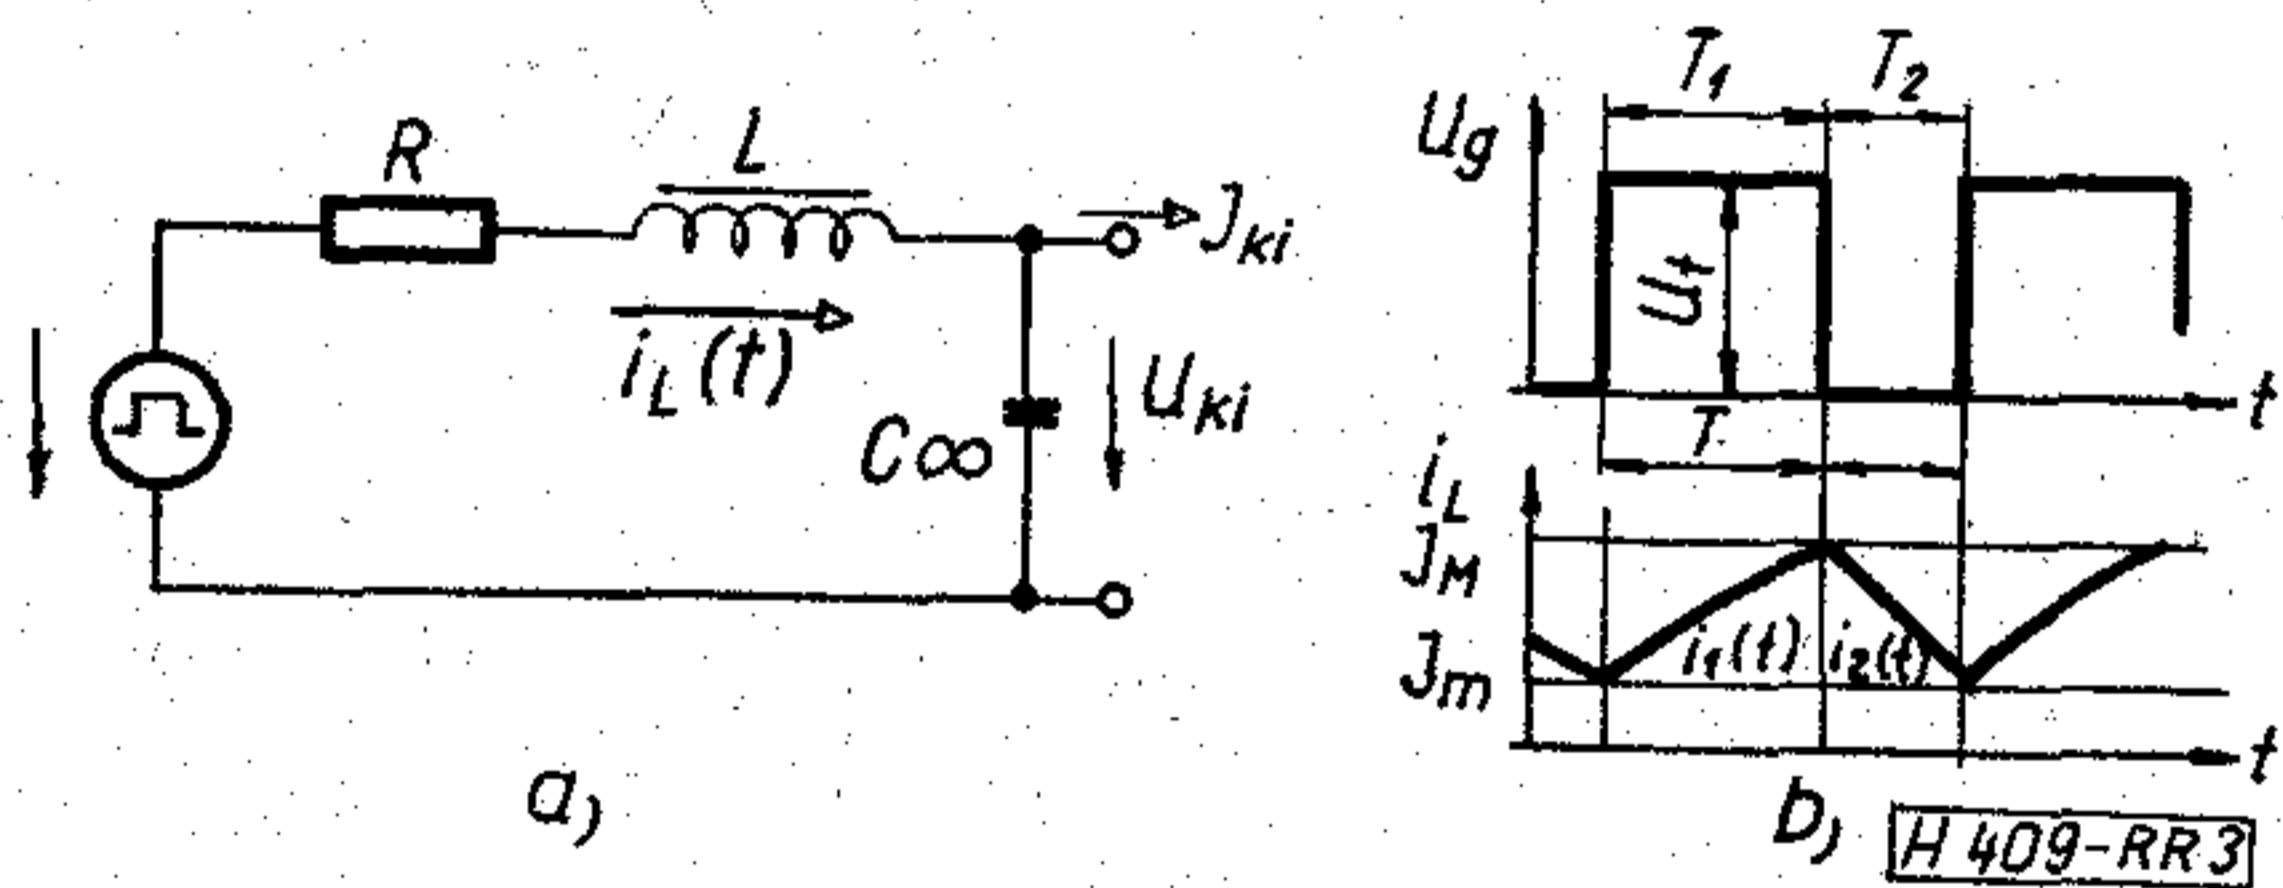 R
L
J_ki
i_L(t)
C∞
U_ki
a)
T_1
T_2
U_g
U_t
t
T
i_L
J_M
J_m
i_1(t)
i_2(t)
t
b)
H 409-RR3